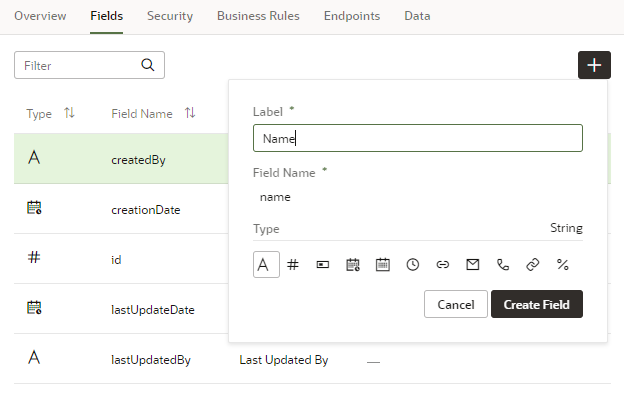 Overview Fields Security Business Rules Endpoints Data
Filter
Label *
Type Field Name
Name
createdBy
Field Name *
name
creationDate
Type String
id
lastUpdateDate
Cancel Create Field
lastUpdatedBy Last Updated By —